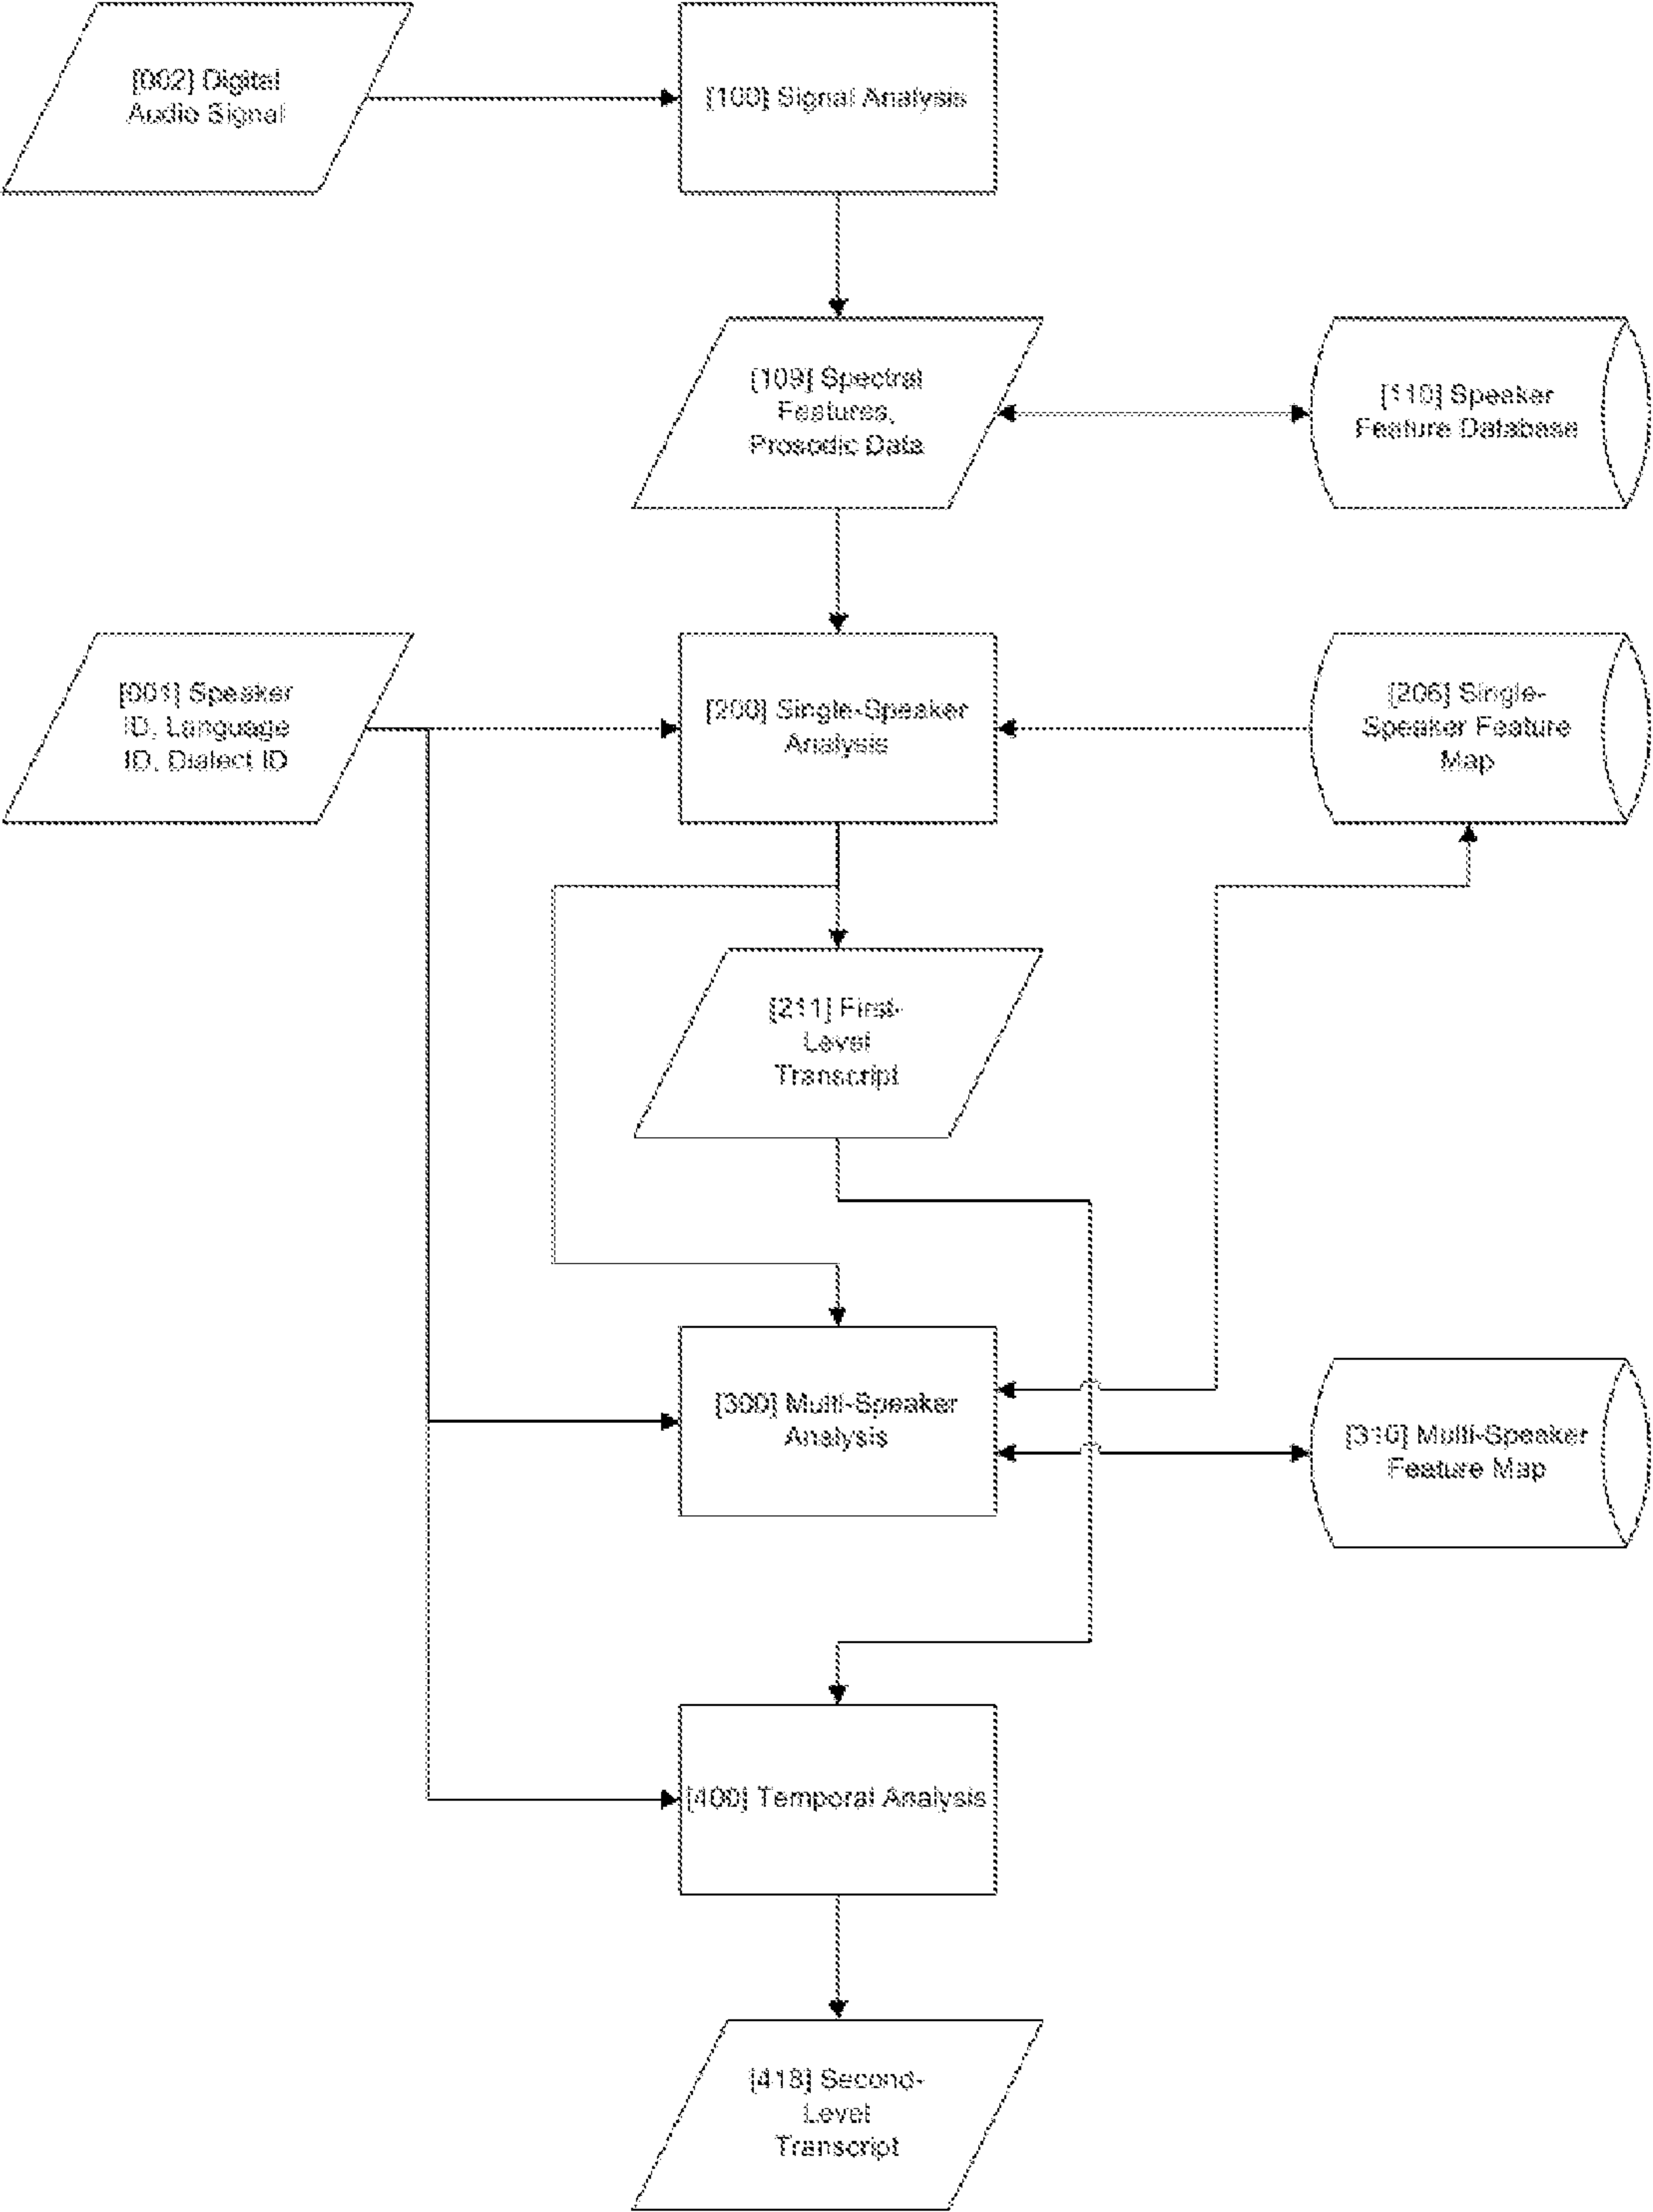 [002] Digital
Audio Signal
[100] Signal Analysis
[109] Spectral
Features,
Prosodic Data
[110] Speaker
Feature Database
[001] Speaker
ID, Language
ID, Dialect ID
[200] Single-Speaker
Analysis
[206] Single-
Speaker Feature
Map
[211] First-
Level
Transcript
[300] Multi-Speaker
Analysis
[310] Multi-Speaker
Feature Map
[400] Temporal Analysis
[418] Second-
Level
Transcript